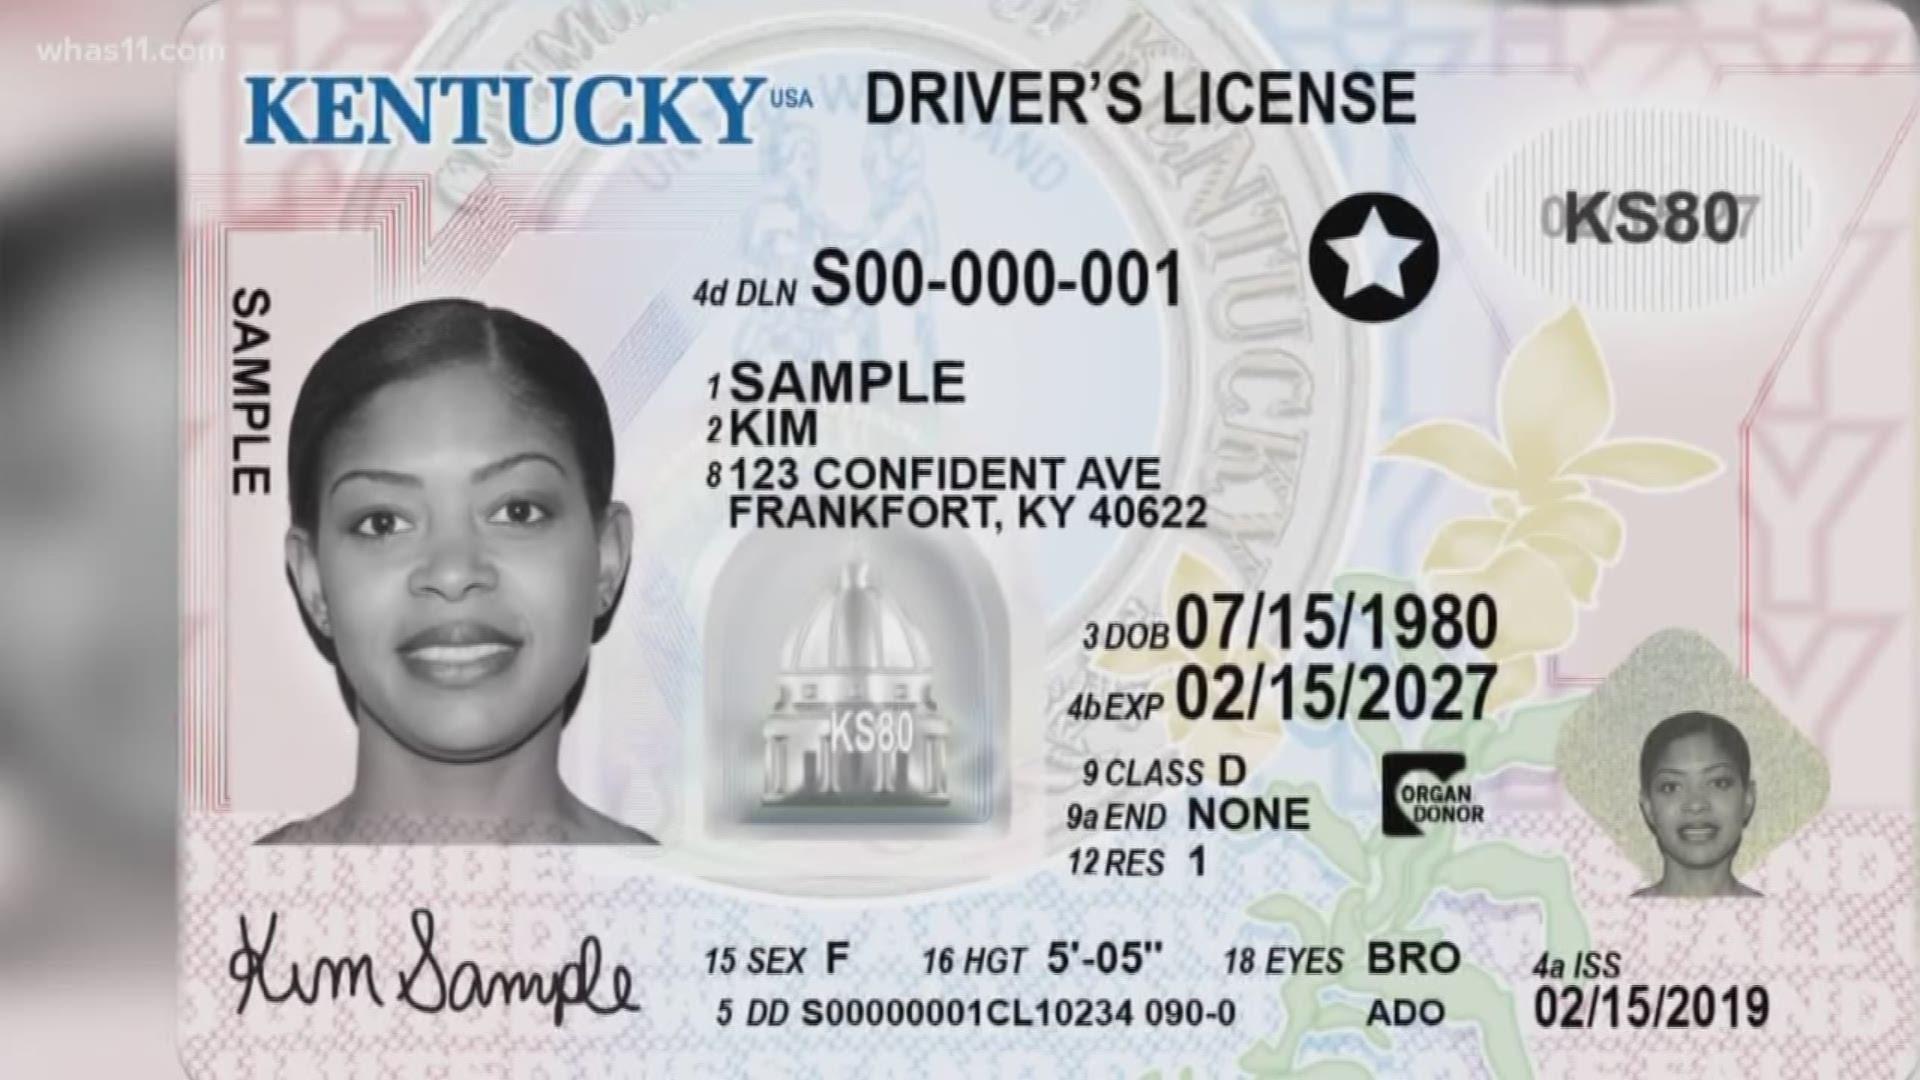 whas11.com
KENTUCKY USA DRIVER'S LICENSE
KS80
4d DLN S00-000-001
SAMPLE
1 SAMPLE
2 KIM
8 123 CONFIDENT AVE
FRANKFORT, KY 40622
KENTUCKY
3 DOB 07/15/1980
4b EXP 02/15/2027
KS80
9 CLASS D
9a END NONE
ORGAN DONOR
12 RES 1
Kim Sample
15 SEX F 16 HGT 5'-05" 18 EYES BRO
4a ISS
02/15/2019
5 DD S00000001CL10234 090-0 ADO